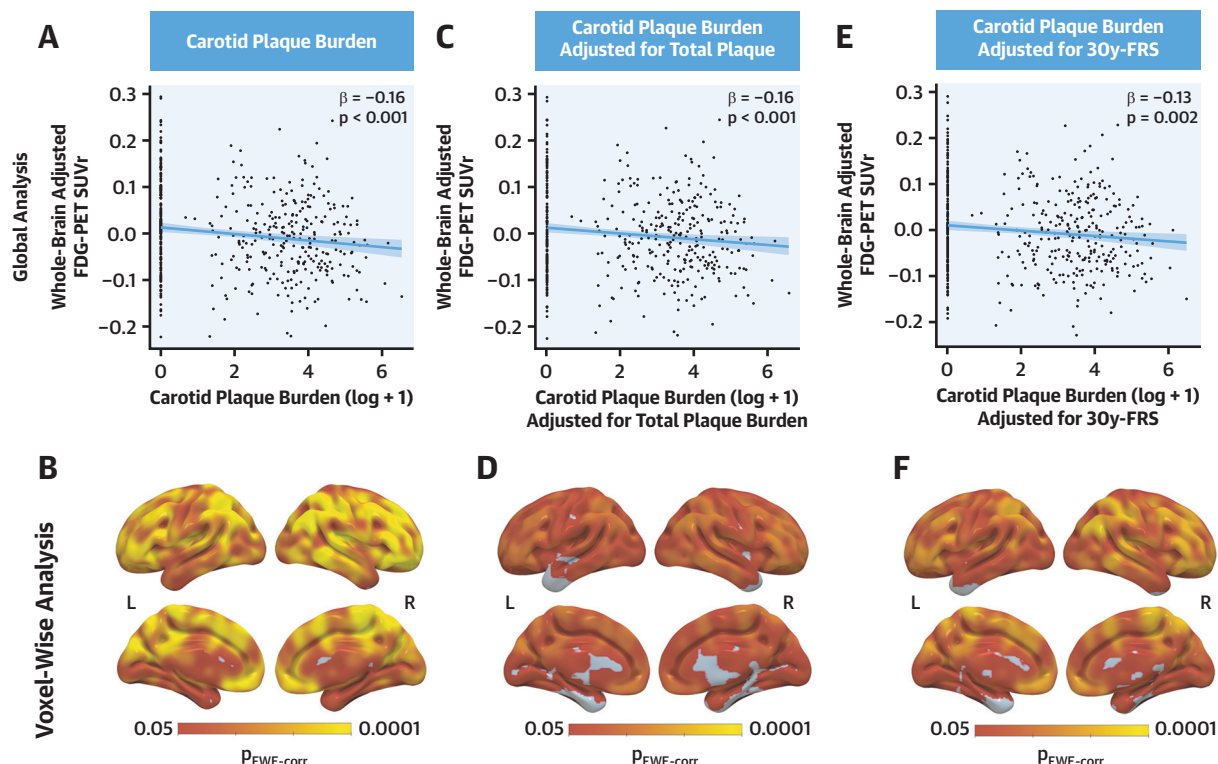 A
Carotid Plaque Burden
C
Carotid Plaque Burden
Adjusted for Total Plaque
E
Carotid Plaque Burden
Adjusted for 30y-FRS
Global Analysis
Whole-Brain Adjusted
FDG-PET SUVr
0.3
0.2
0.1
0.0
−0.1
−0.2
β = −0.16
p < 0.001
0
2
4
6
Carotid Plaque Burden (log + 1)
Whole-Brain Adjusted
FDG-PET SUVr
0.3
0.2
0.1
0.0
−0.1
−0.2
β = −0.16
p < 0.001
0
2
4
6
Carotid Plaque Burden (log + 1)
Adjusted for Total Plaque Burden
Whole-Brain Adjusted
FDG-PET SUVr
0.3
0.2
0.1
0.0
−0.1
−0.2
β = −0.13
p = 0.002
0
2
4
6
Carotid Plaque Burden (log + 1)
Adjusted for 30y-FRS
Voxel-Wise Analysis
B
L
R
0.05
0.0001
pFWE-corr
D
L
R
0.05
0.0001
pFWE-corr
F
L
R
0.05
0.0001
pFWE-corr